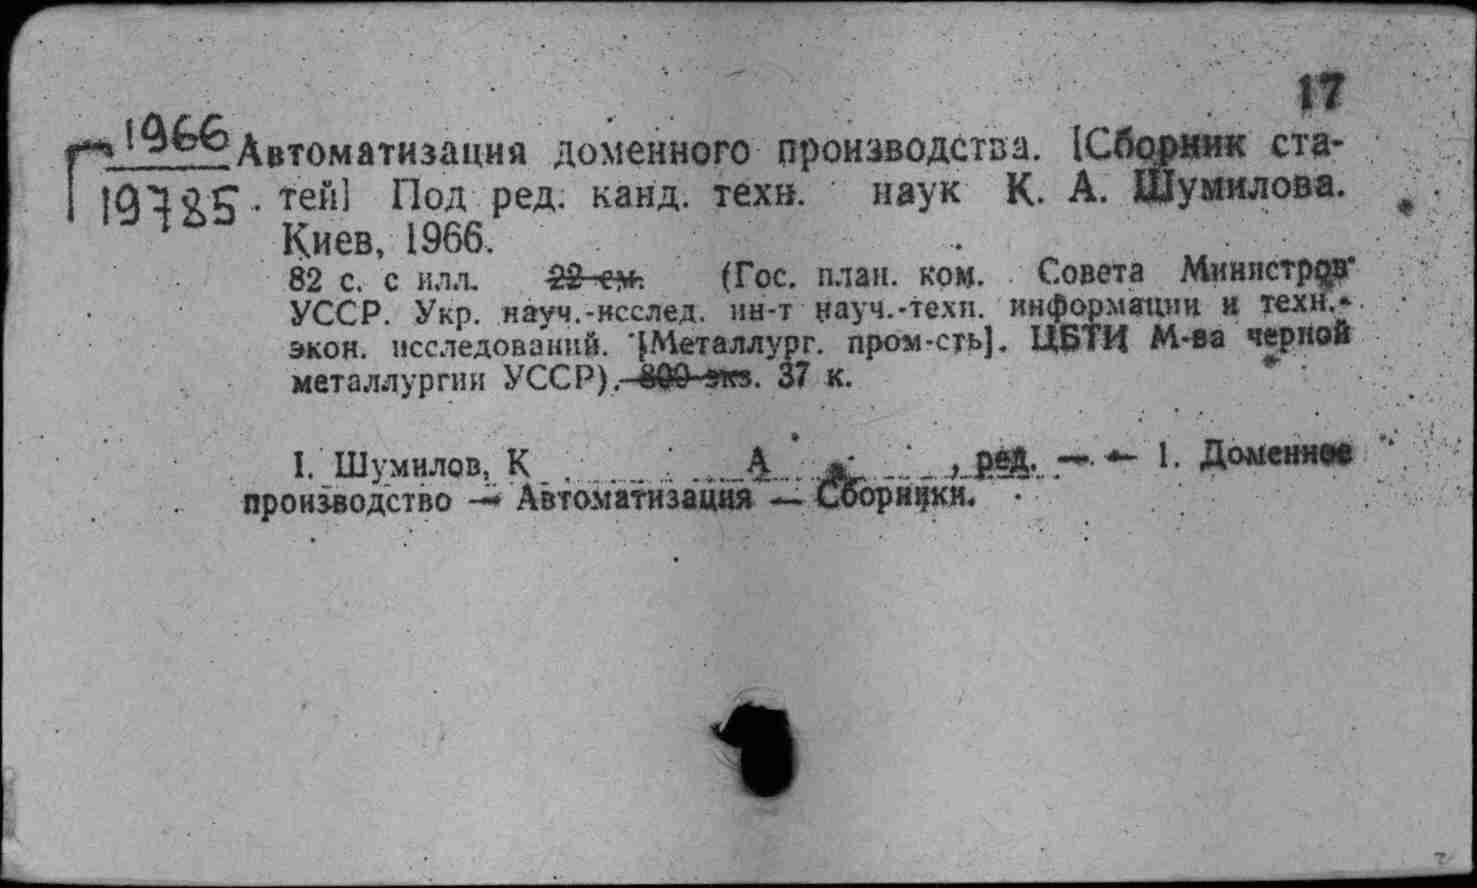 17
Г 1966 Автоматизация доменного производства. [Сборник ста-
19785 тей] Под ред. канд. техн. наук К. А. Шумилова.
Киев, 1966.
82 с. с илл. 22 см. (Гос. план. ком. Совета Министров
УССР. Укр. науч.-исслед. ин-т науч.-техн. информации и техн.-
экон. исследований. [Металлург. пром-сть]. ЦБТИ М-ва черной
металлургии УССР). 800 экз. 37 к.
I. Шумилов, К. А., ред. — — 1. Доменное
производство — Автоматизация — Сборники.